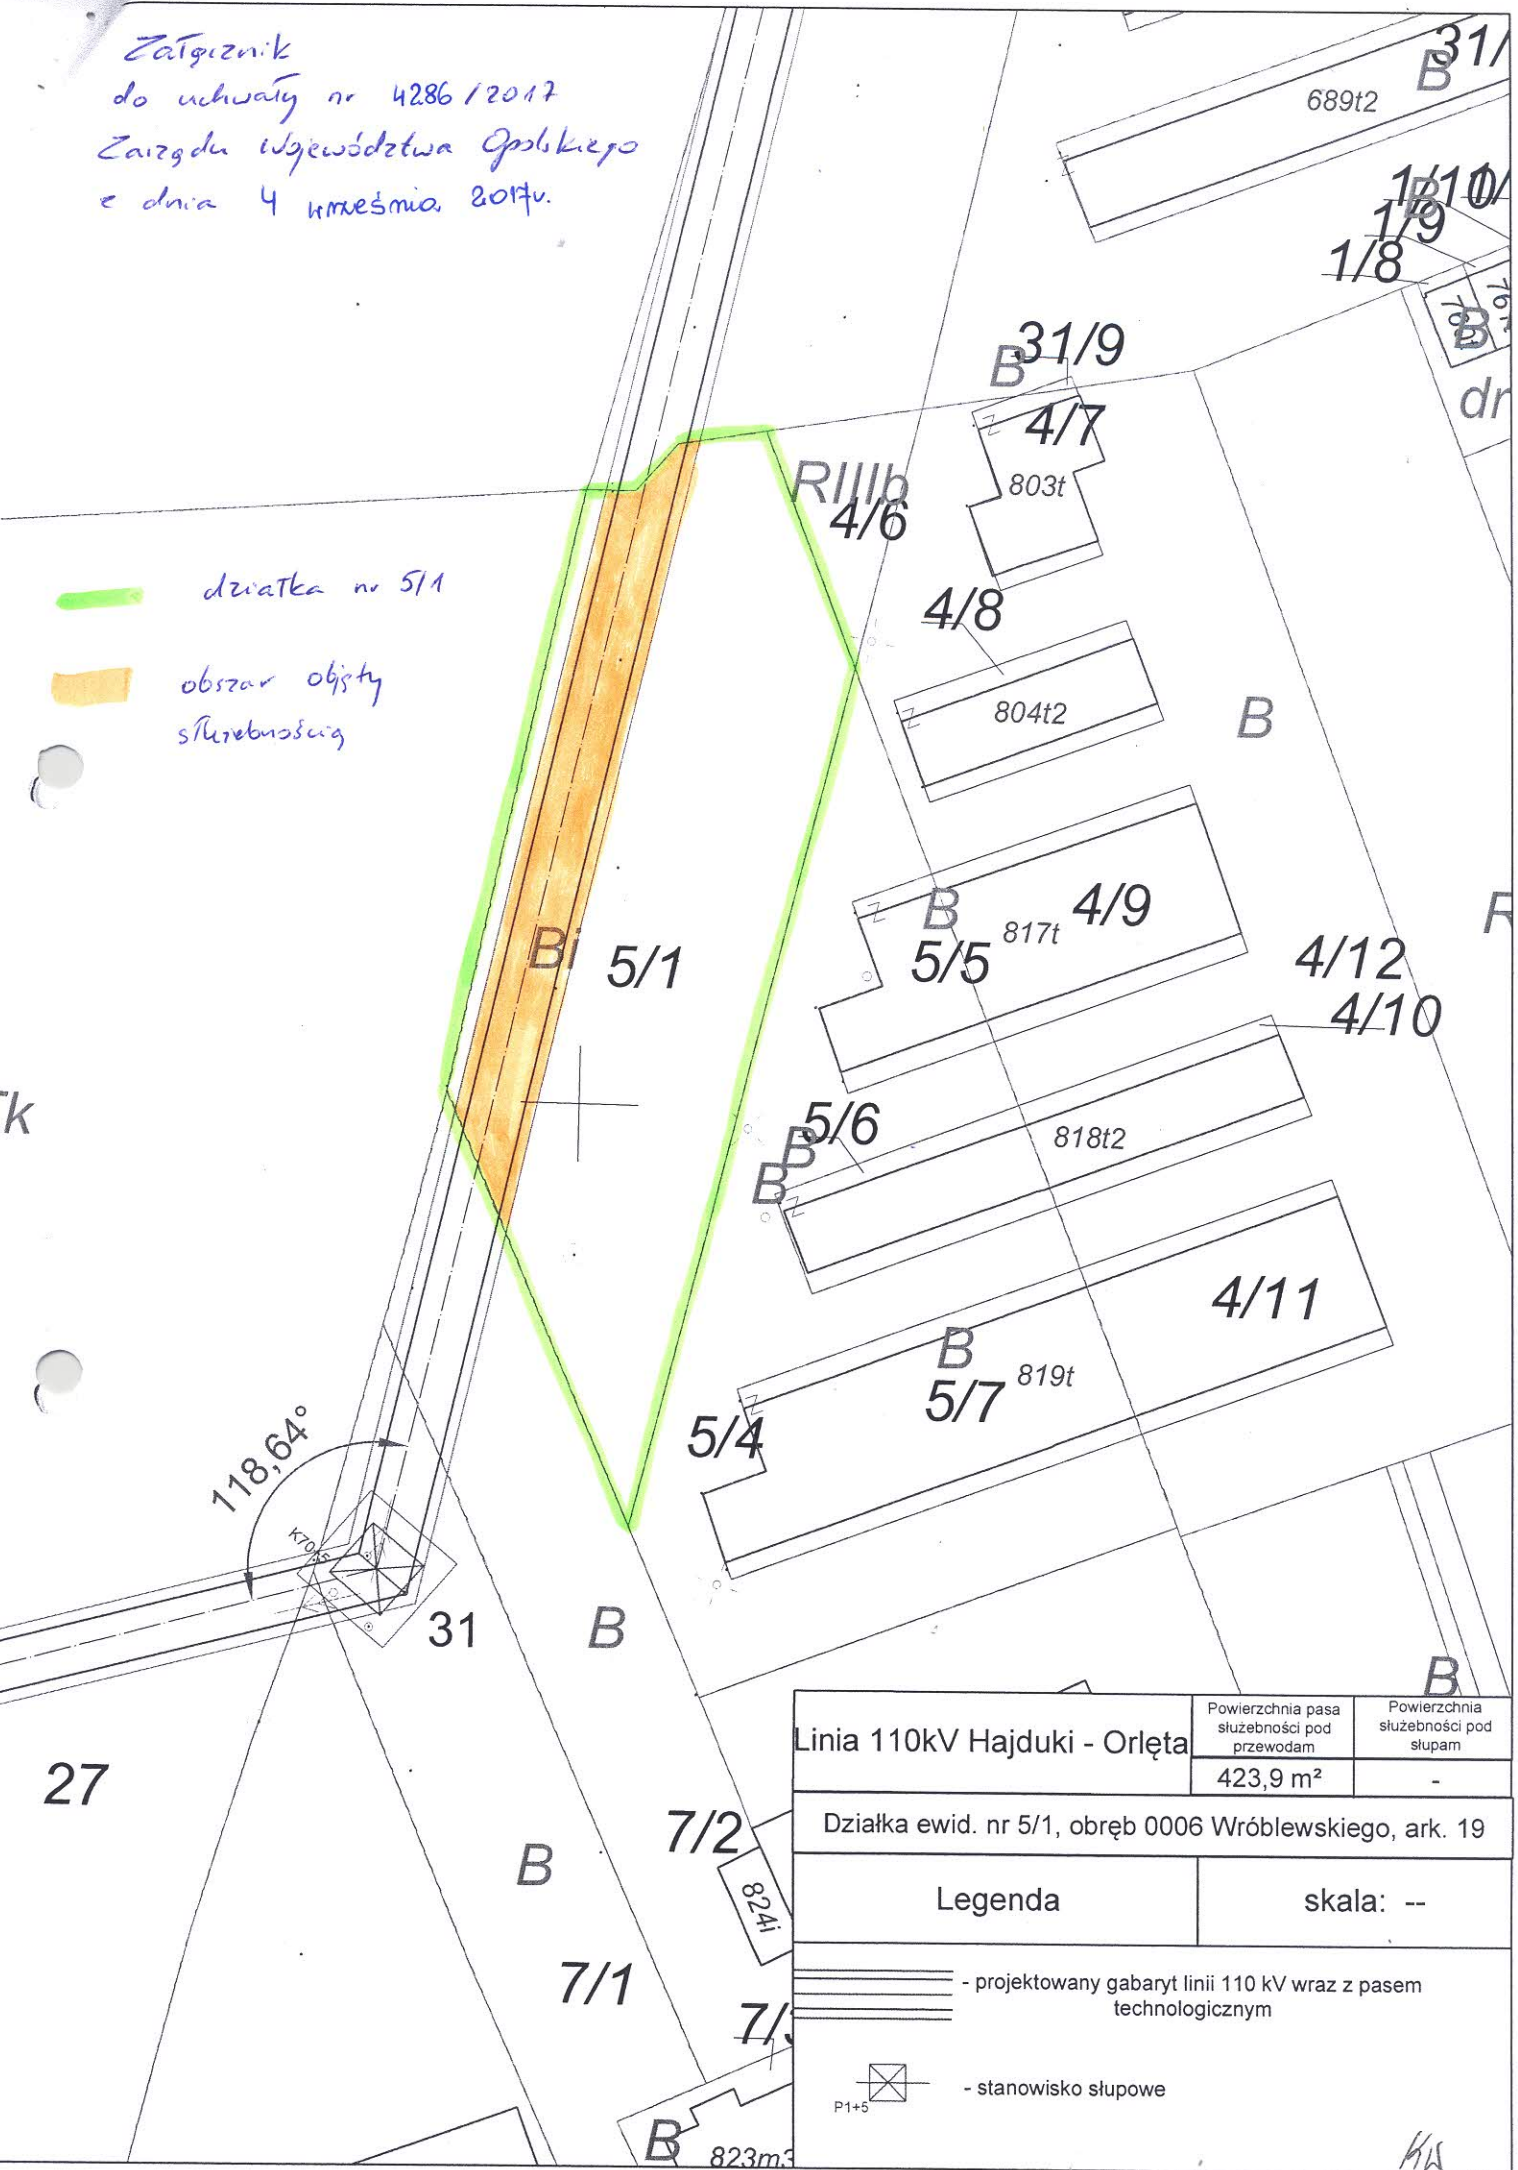 Załącznik
do uchwały nr 4286/2017
Zarządu Województwa Opolskiego
z dnia 4 września 2017r.
31/
B
689t2
1/10
B
1/9
1/8
B
dr
31/9
B
4/7
803t
RIIIb
4/6
działka nr 5/1
4/8
obszar objęty
służebnością
804t2
B
Bi
5/1
B
817t
4/9
5/5
R
4/12
4/10
Tk
5/6
B
B
818t2
4/11
B
819t
5/7
5/4
118,64°
31
B
B
27
7/2
B
824i
7/1
B
823m3
Linia 110kV Hajduki - Orlęta
Powierzchnia pasa
służebności pod
przewodam
Powierzchnia
służebności pod
słupam
423,9 m²
-
Działka ewid. nr 5/1, obręb 0006 Wróblewskiego, ark. 19
Legenda
skala: --
- projektowany gabaryt linii 110 kV wraz z pasem
technologicznym
- stanowisko słupowe
P1+5